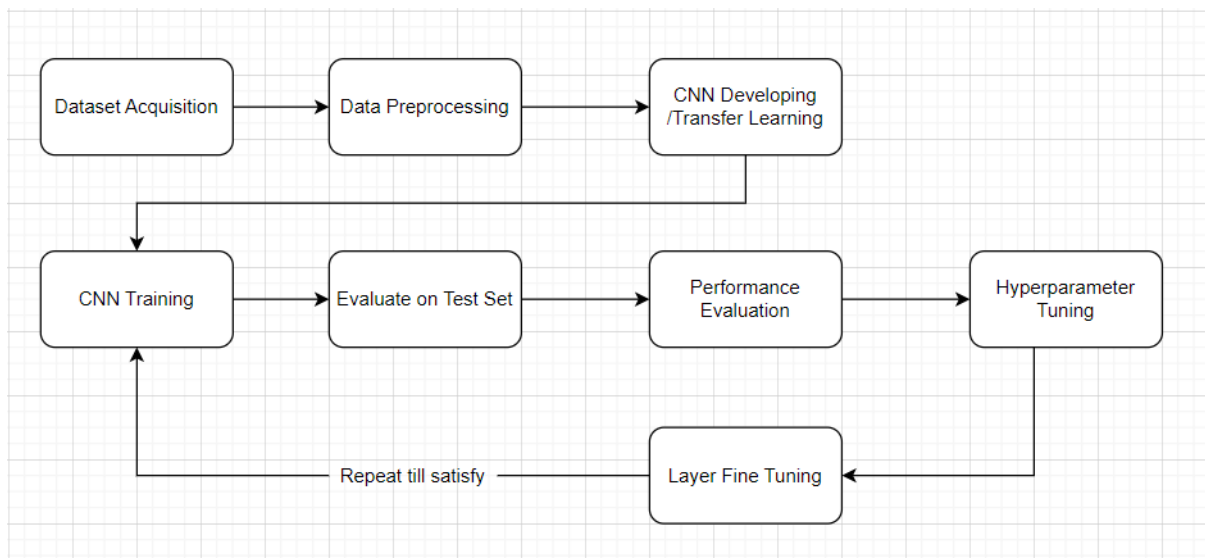 Dataset Acquisition
Data Preprocessing
CNN Developing
/Transfer Learning
CNN Training
Evaluate on Test Set
Performance
Evaluation
Hyperparameter
Tuning
Repeat till satisfy
Layer Fine Tuning